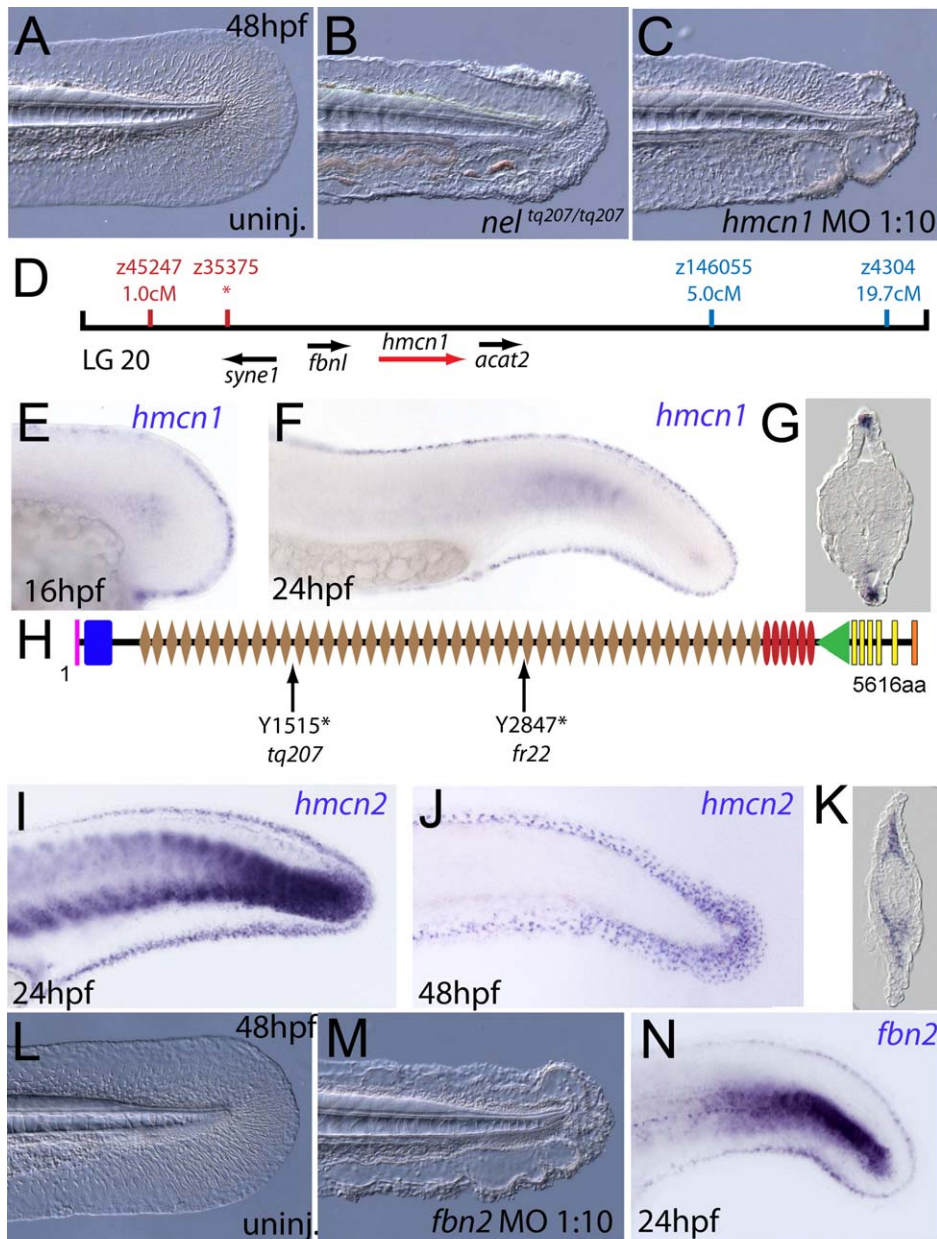 A
48hpf
uninj.
B
nel tq207/tq207
C
hmcn1 MO 1:10
D
z45247
1.0cM
z35375
*
z146055
5.0cM
z4304
19.7cM
LG 20
syne1
fbnl
hmcn1
acat2
E
hmcn1
16hpf
F
hmcn1
24hpf
G
H
1
5616aa
Y1515*
tq207
Y2847*
fr22
I
hmcn2
24hpf
J
hmcn2
48hpf
K
L
48hpf
uninj.
M
fbn2 MO 1:10
N
fbn2
24hpf